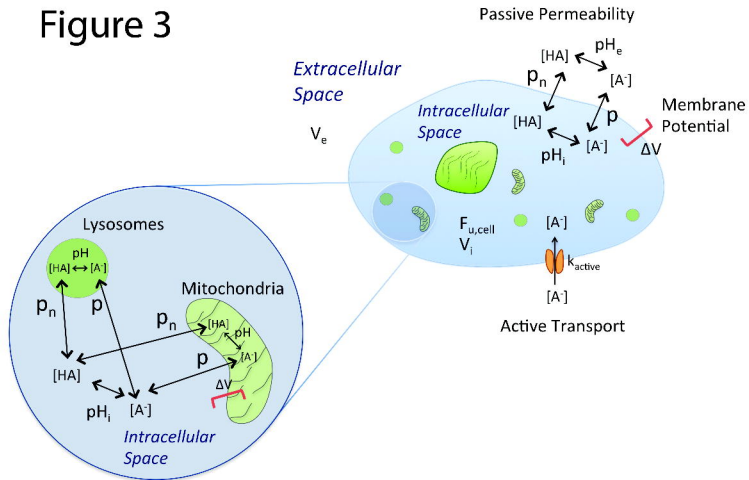 Figure 3
Passive Permeability
[HA]
pHe
[A-]
pn
p
Extracellular
Space
Ve
Intracellular
Space
[HA]
pHi
[A-]
Membrane
Potential
ΔV
Fu,cell
Vi
[A-]
kactive
[A-]
Active Transport
Lysosomes
pH
[HA]
[A-]
pn
p
Mitochondria
pn
[HA]
pH
p
[A-]
ΔV
[HA]
pHi
[A-]
Intracellular
Space